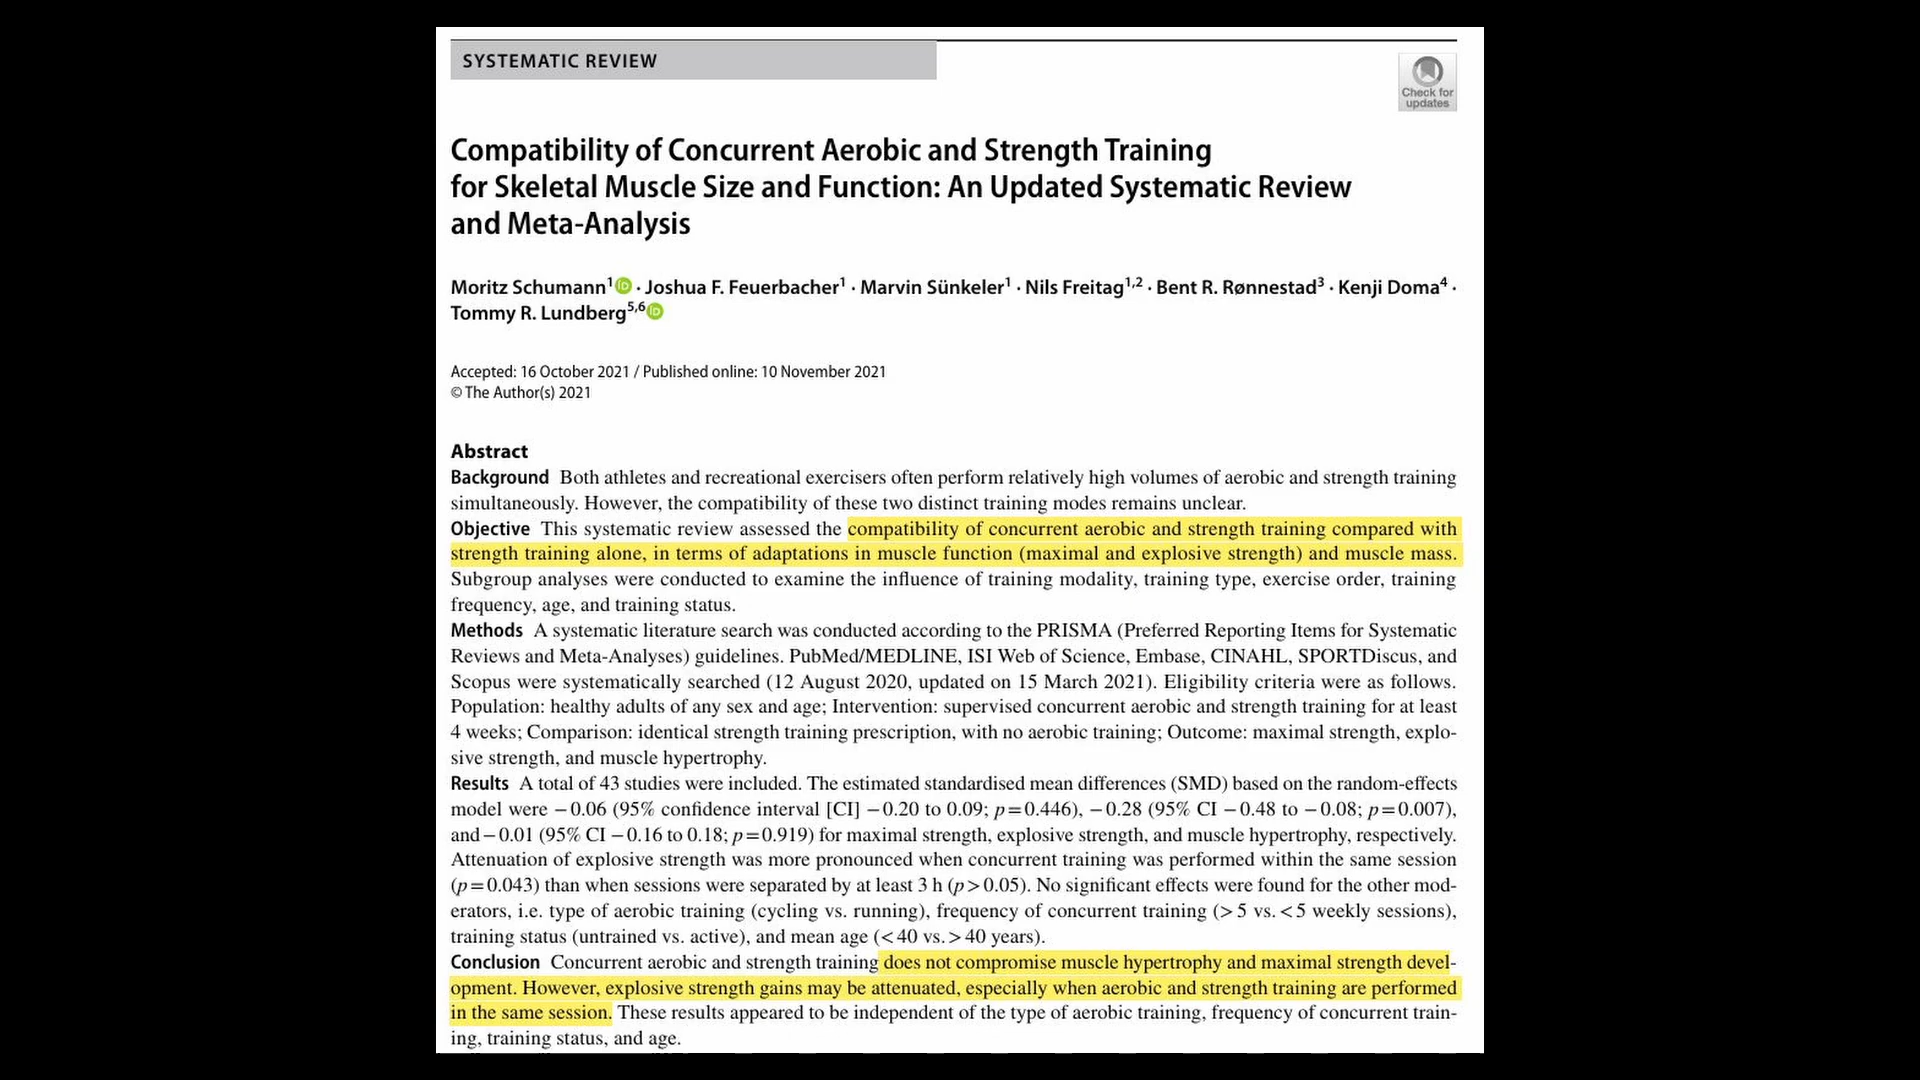 SYSTEMATIC REVIEW
Check for
updates
Compatibility of Concurrent Aerobic and Strength Training
for Skeletal Muscle Size and Function: An Updated Systematic Review
and Meta-Analysis
Moritz Schumann¹ · Joshua F. Feuerbacher¹ · Marvin Sünkeler¹ · Nils Freitag¹,² · Bent R. Rønnestad³ · Kenji Doma⁴ ·
Tommy R. Lundberg⁵,⁶
Accepted: 16 October 2021 / Published online: 10 November 2021
© The Author(s) 2021
Abstract
Background Both athletes and recreational exercisers often perform relatively high volumes of aerobic and strength training
simultaneously. However, the compatibility of these two distinct training modes remains unclear.
Objective This systematic review assessed the compatibility of concurrent aerobic and strength training compared with
strength training alone, in terms of adaptations in muscle function (maximal and explosive strength) and muscle mass.
Subgroup analyses were conducted to examine the influence of training modality, training type, exercise order, training
frequency, age, and training status.
Methods A systematic literature search was conducted according to the PRISMA (Preferred Reporting Items for Systematic
Reviews and Meta-Analyses) guidelines. PubMed/MEDLINE, ISI Web of Science, Embase, CINAHL, SPORTDiscus, and
Scopus were systematically searched (12 August 2020, updated on 15 March 2021). Eligibility criteria were as follows.
Population: healthy adults of any sex and age; Intervention: supervised concurrent aerobic and strength training for at least
4 weeks; Comparison: identical strength training prescription, with no aerobic training; Outcome: maximal strength, explo-
sive strength, and muscle hypertrophy.
Results A total of 43 studies were included. The estimated standardised mean differences (SMD) based on the random-effects
model were − 0.06 (95% confidence interval [CI] − 0.20 to 0.09; p = 0.446), − 0.28 (95% CI − 0.48 to − 0.08; p = 0.007),
and − 0.01 (95% CI − 0.16 to 0.18; p = 0.919) for maximal strength, explosive strength, and muscle hypertrophy, respectively.
Attenuation of explosive strength was more pronounced when concurrent training was performed within the same session
(p = 0.043) than when sessions were separated by at least 3 h (p > 0.05). No significant effects were found for the other mod-
erators, i.e. type of aerobic training (cycling vs. running), frequency of concurrent training (> 5 vs. < 5 weekly sessions),
training status (untrained vs. active), and mean age (< 40 vs. > 40 years).
Conclusion Concurrent aerobic and strength training does not compromise muscle hypertrophy and maximal strength devel-
opment. However, explosive strength gains may be attenuated, especially when aerobic and strength training are performed
in the same session. These results appeared to be independent of the type of aerobic training, frequency of concurrent train-
ing, training status, and age.